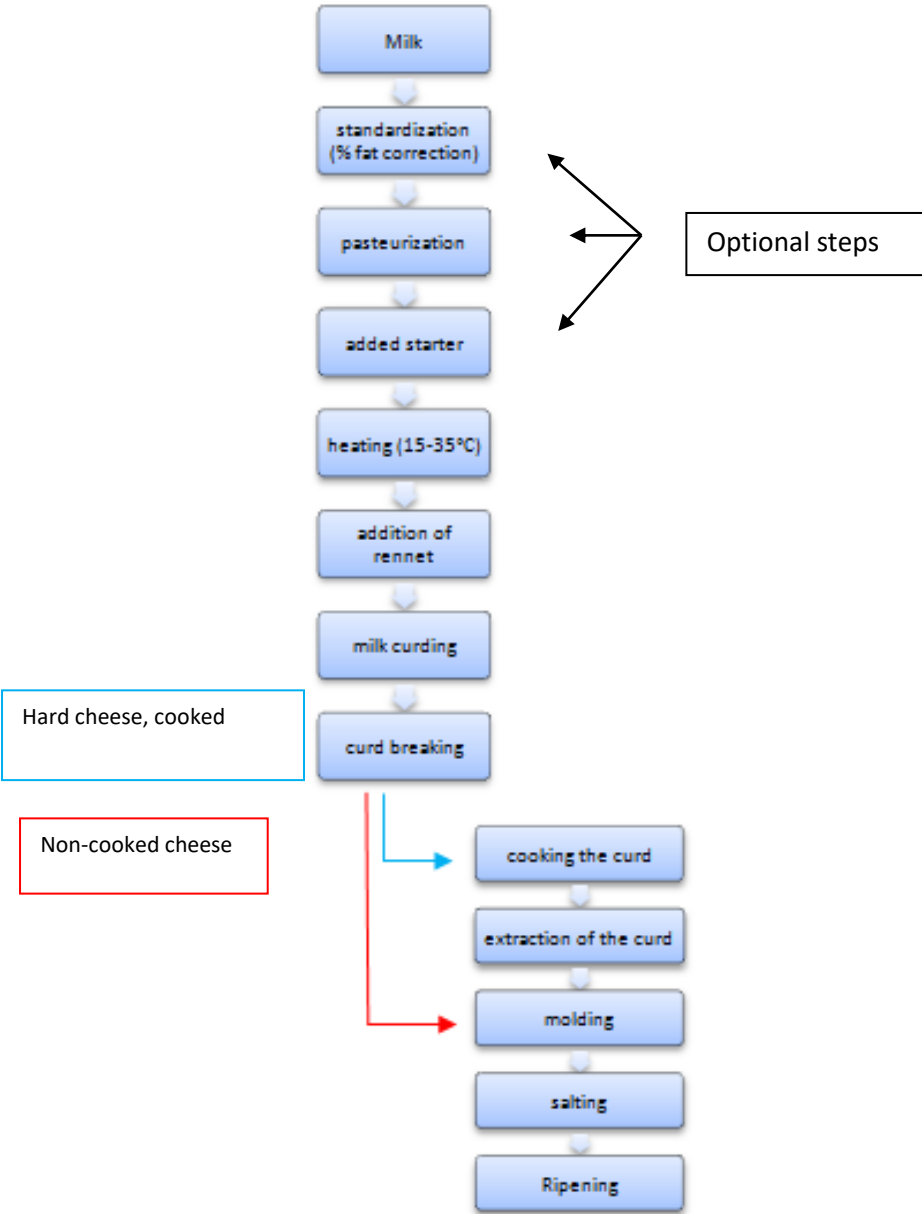 Milk
standardization
(% fat correction)
pasteurization
Optional steps
added starter
heating (15-35°C)
addition of
rennet
milk curding
Hard cheese, cooked
curd breaking
Non-cooked cheese
cooking the curd
extraction of the curd
molding
salting
Ripening